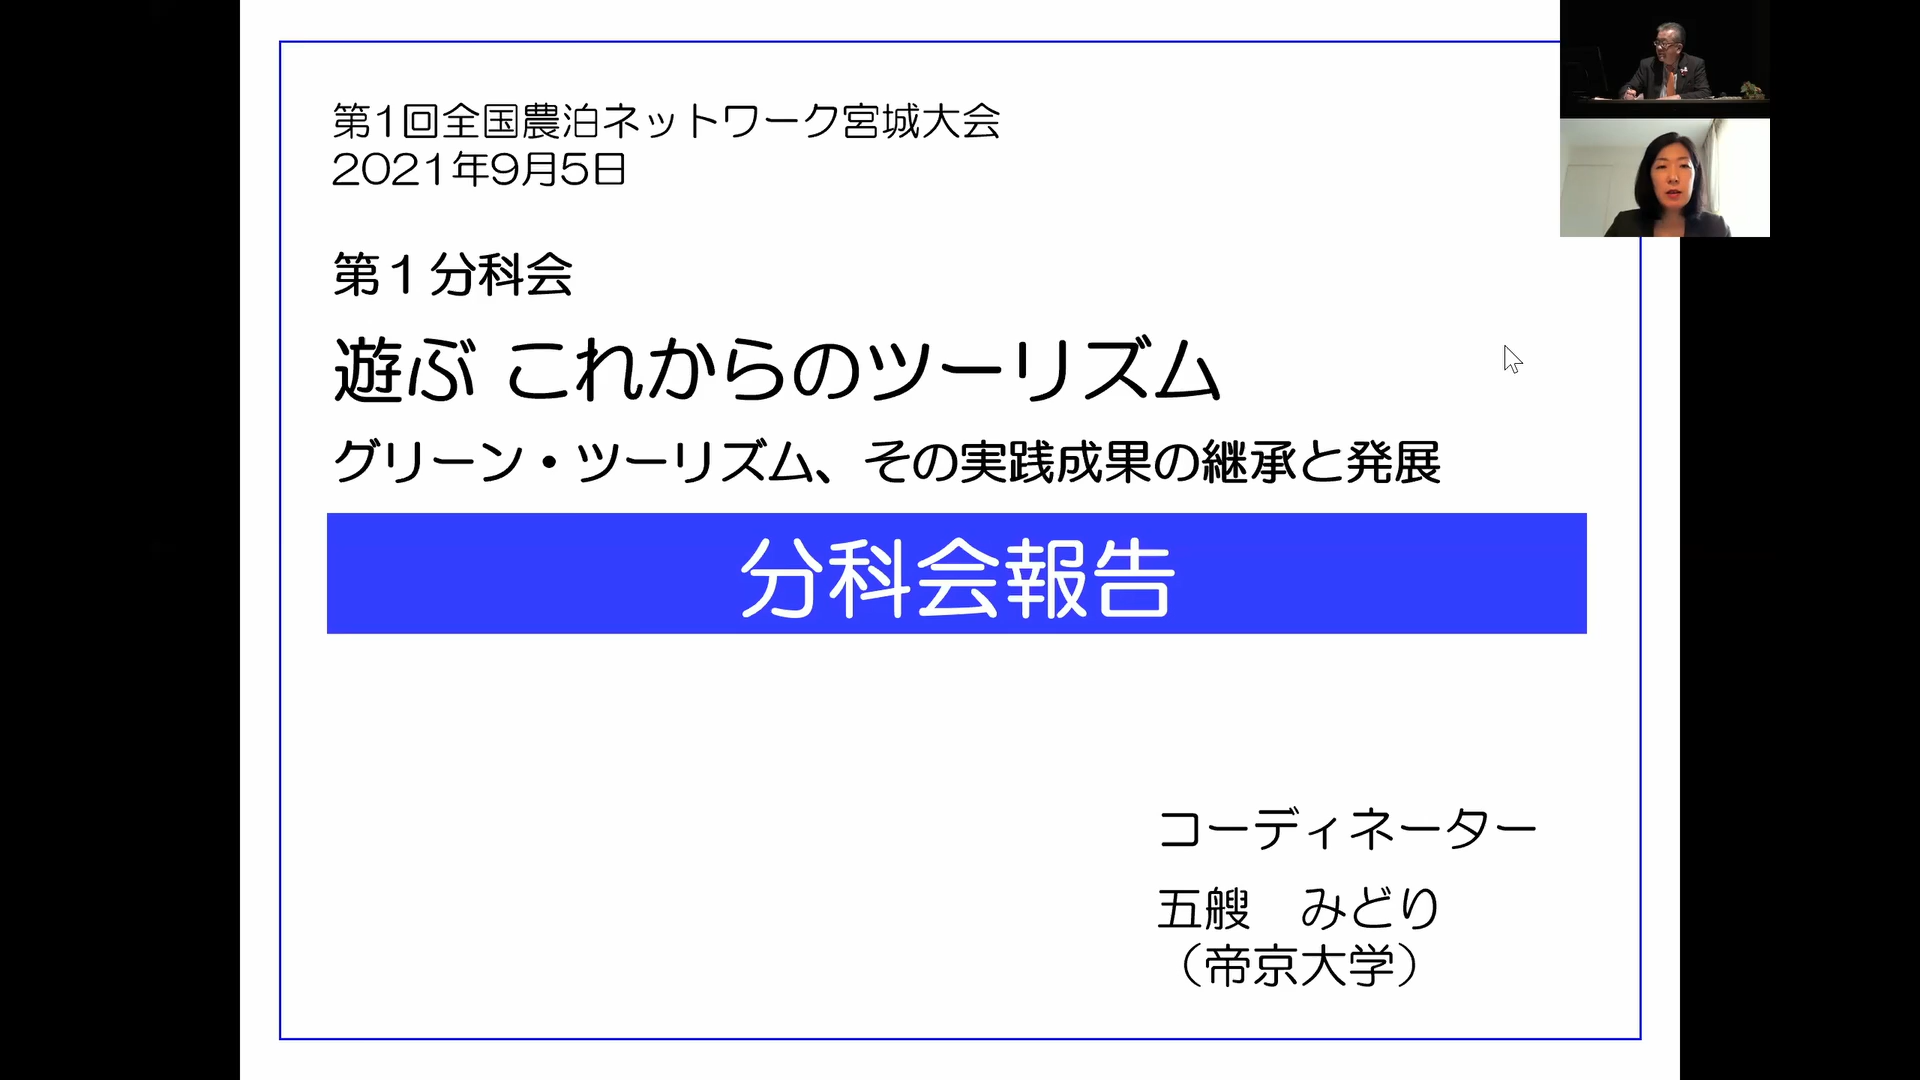 第1回全国農泊ネットワーク宮城大会
2021年9月5日
第１分科会
遊ぶ これからのツーリズム
グリーン・ツーリズム、その実践成果の継承と発展
分科会報告
コーディネーター
五艘　みどり
（帝京大学）